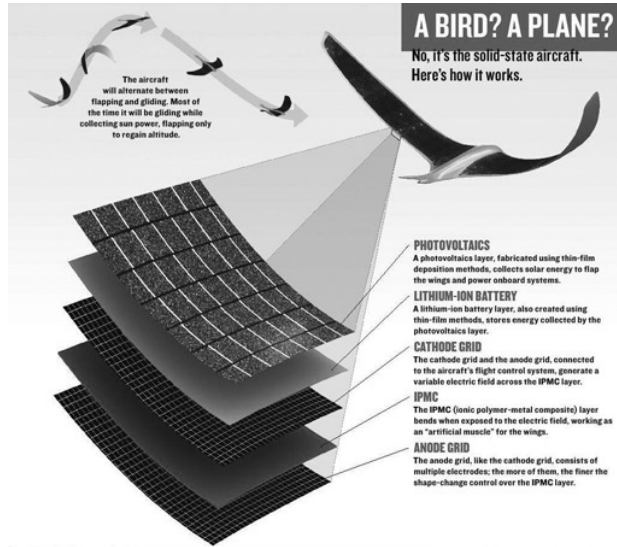 A BIRD? A PLANE?
No, it's the solid-state aircraft.
Here's how it works.
The aircraft
will alternate between
flapping and gliding. Most of
the time it will be gliding while
collecting sun power, flapping only
to regain altitude.
PHOTOVOLTAICS
A photovoltaics layer, fabricated using thin-film
deposition methods, collects solar energy to flap
the wings and power onboard systems.
LITHIUM-ION BATTERY
A lithium-ion battery layer, also created using
thin-film methods, stores energy collected by the
photovoltaics layer.
CATHODE GRID
The cathode grid and the anode grid, connected
to the aircraft's flight control system, generate a
variable electric field across the IPMC layer.
IPMC
The IPMC (ionic polymer-metal composite) layer
bends when exposed to the electric field, working as
an "artificial muscle" for the wings.
ANODE GRID
The anode grid, like the cathode grid, consists of
multiple electrodes; the more of them, the finer the
shape-change control over the IPMC layer.